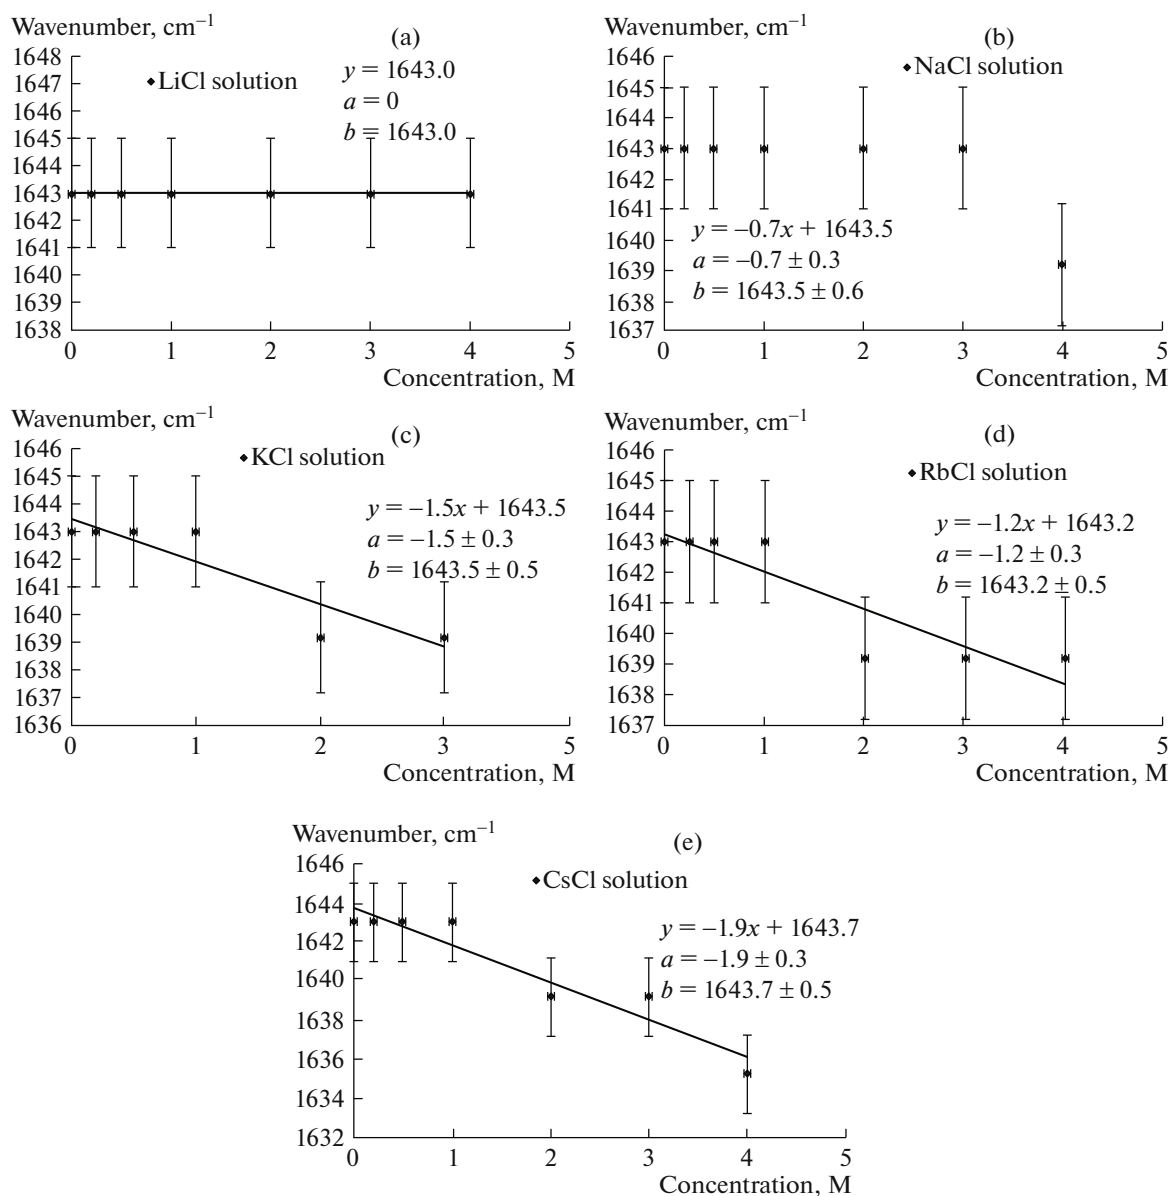 Wavenumber, cm⁻¹
(a)
1648
1647
1646
1645
1644
1643
1642
1641
1640
1639
1638
LiCl solution
y = 1643.0
a = 0
b = 1643.0
0 1 2 3 4 5
Concentration, M
Wavenumber, cm⁻¹
(b)
1646
1645
1644
1643
1642
1641
1640
1639
1638
1637
NaCl solution
y = –0.7x + 1643.5
a = –0.7 ± 0.3
b = 1643.5 ± 0.6
0 1 2 3 4 5
Concentration, M
Wavenumber, cm⁻¹
(c)
1646
1645
1644
1643
1642
1641
1640
1639
1638
1637
1636
KCl solution
y = –1.5x + 1643.5
a = –1.5 ± 0.3
b = 1643.5 ± 0.5
0 1 2 3 5
Concentration, M
Wavenumber, cm⁻¹
(d)
1646
1645
1644
1643
1642
1641
1640
1639
1638
1637
RbCl solution
y = –1.2x + 1643.2
a = –1.2 ± 0.3
b = 1643.2 ± 0.5
0 1 2 3 4 5
Concentration, M
Wavenumber, cm⁻¹
(e)
1646
1644
1642
1640
1638
1636
1634
1632
CsCl solution
y = –1.9x + 1643.7
a = –1.9 ± 0.3
b = 1643.7 ± 0.5
0 1 2 3 4 5
Concentration, M